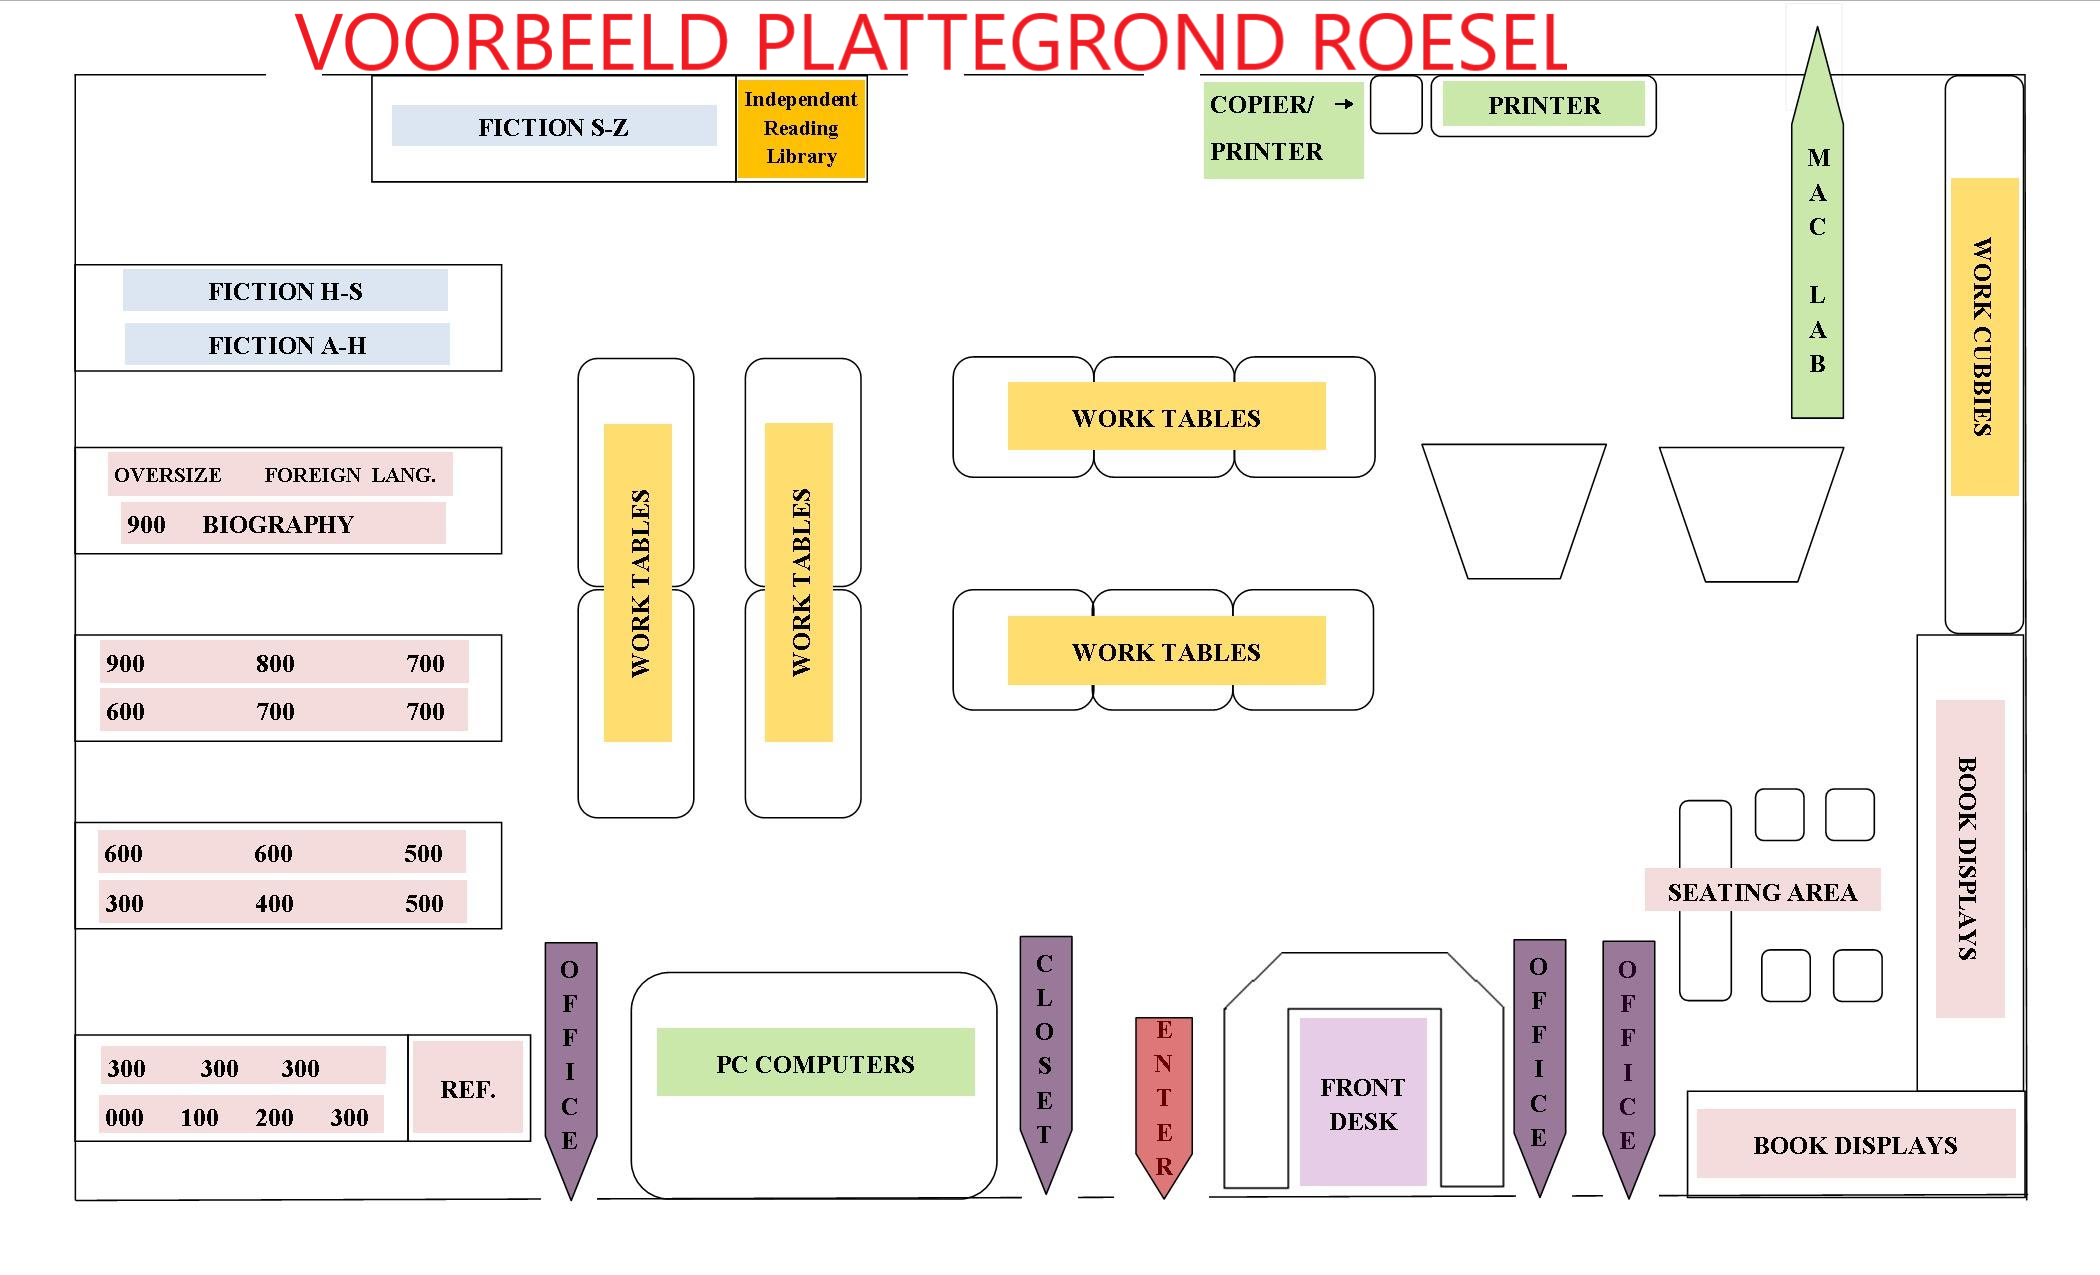 VOORBEELD PLATTEGROND ROESEL
FICTION S-Z
Independent
Reading
Library
COPIER/ →
PRINTER
PRINTER
MAC LAB
WORK CUBBIES
FICTION H-S
FICTION A-H
OVERSIZE FOREIGN LANG.
900 BIOGRAPHY
WORK TABLES
WORK TABLES
WORK TABLES
WORK TABLES
900 800 700
600 700 700
600 600 500
300 400 500
SEATING AREA
BOOK DISPLAYS
300 300 300
000 100 200 300
REF.
OFFICE
PC COMPUTERS
CLOSET
ENTER
FRONT
DESK
OFFICE
OFFICE
BOOK DISPLAYS